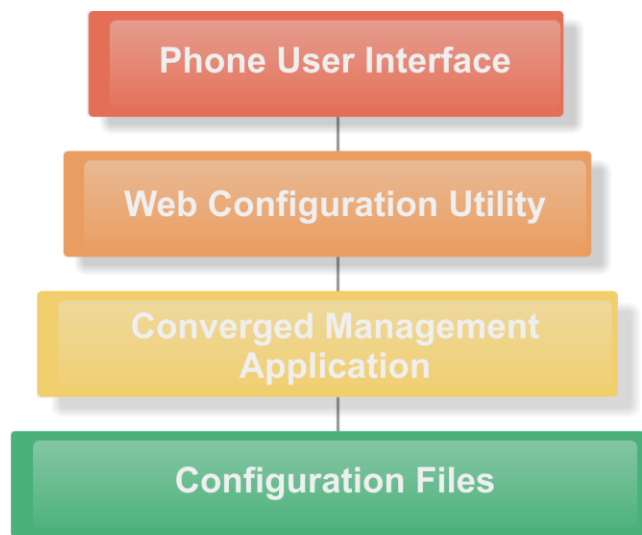 Phone User Interface
Web Configuration Utility
Converged Management
Application
Configuration Files